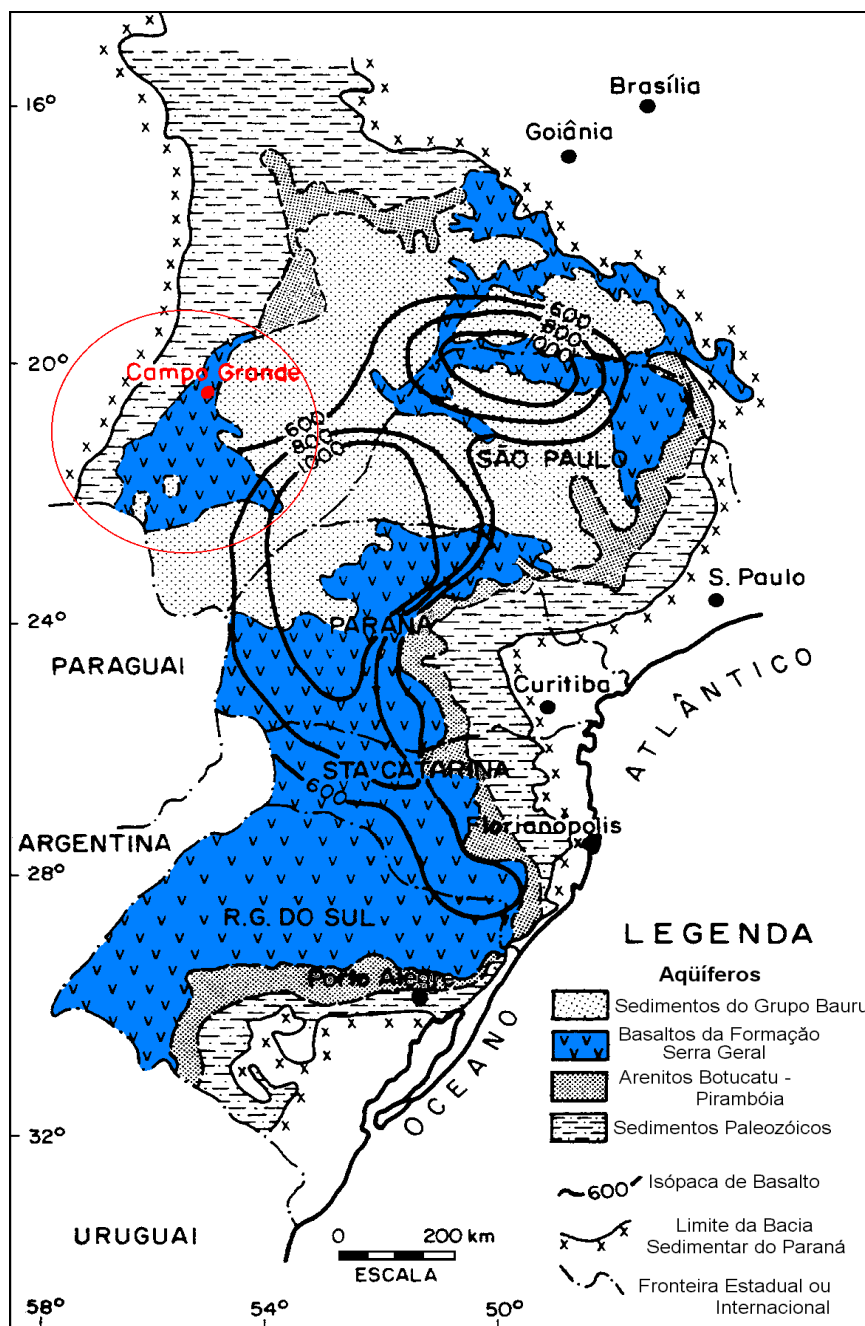 Brasília
16°
Goiânia
600
800
1000
20°
Campo Grande
600
800
1000
SÃO PAULO
S. Paulo
24°
PARANÁ
PARAGUAI
Curitiba
ATLÂNTICO
STA CATARINA
600
Florianópolis
ARGENTINA
28°
R.G. DO SUL
LEGENDA
Aqüíferos
Porto Alegre
Sedimentos do Grupo Bauru
Basaltos da Formação
Serra Geral
OCEANO
Arenitos Botucatu -
Pirambóia
32°
Sedimentos Paleozóicos
600
Isópaca de Basalto
URUGUAI
0 200 km
ESCALA
Limite da Bacia
Sedimentar do Paraná
Fronteira Estadual ou
Internacional
58° 54° 50°